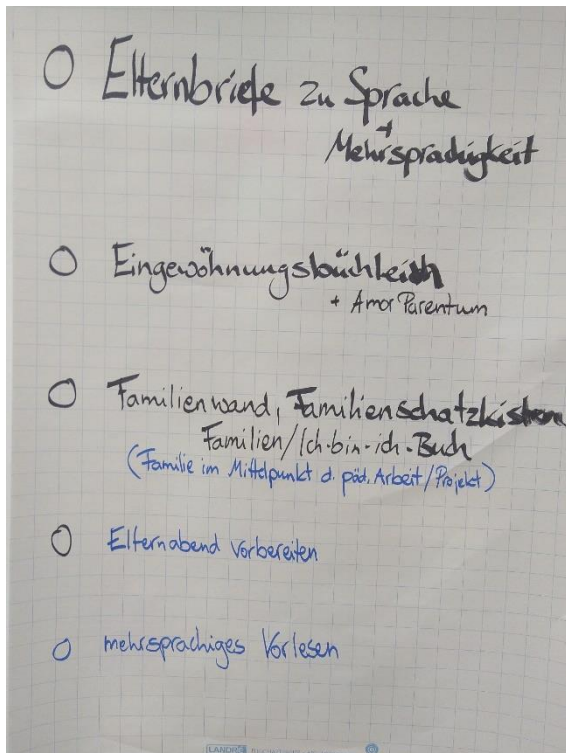 O Elternbriefe zu Sprache
+
Mehrsprachigkeit
O Eingewöhnungsbüchlein
+ Amor Parentum
O Familienwand, Familienschatzkisten
Familien/Ich-bin-ich-Buch
(Familie im Mittelpunkt d. päd. Arbeit/Projekt)
O Elternabend vorbereiten
O mehrsprachiges Vorlesen
LANDRÉ